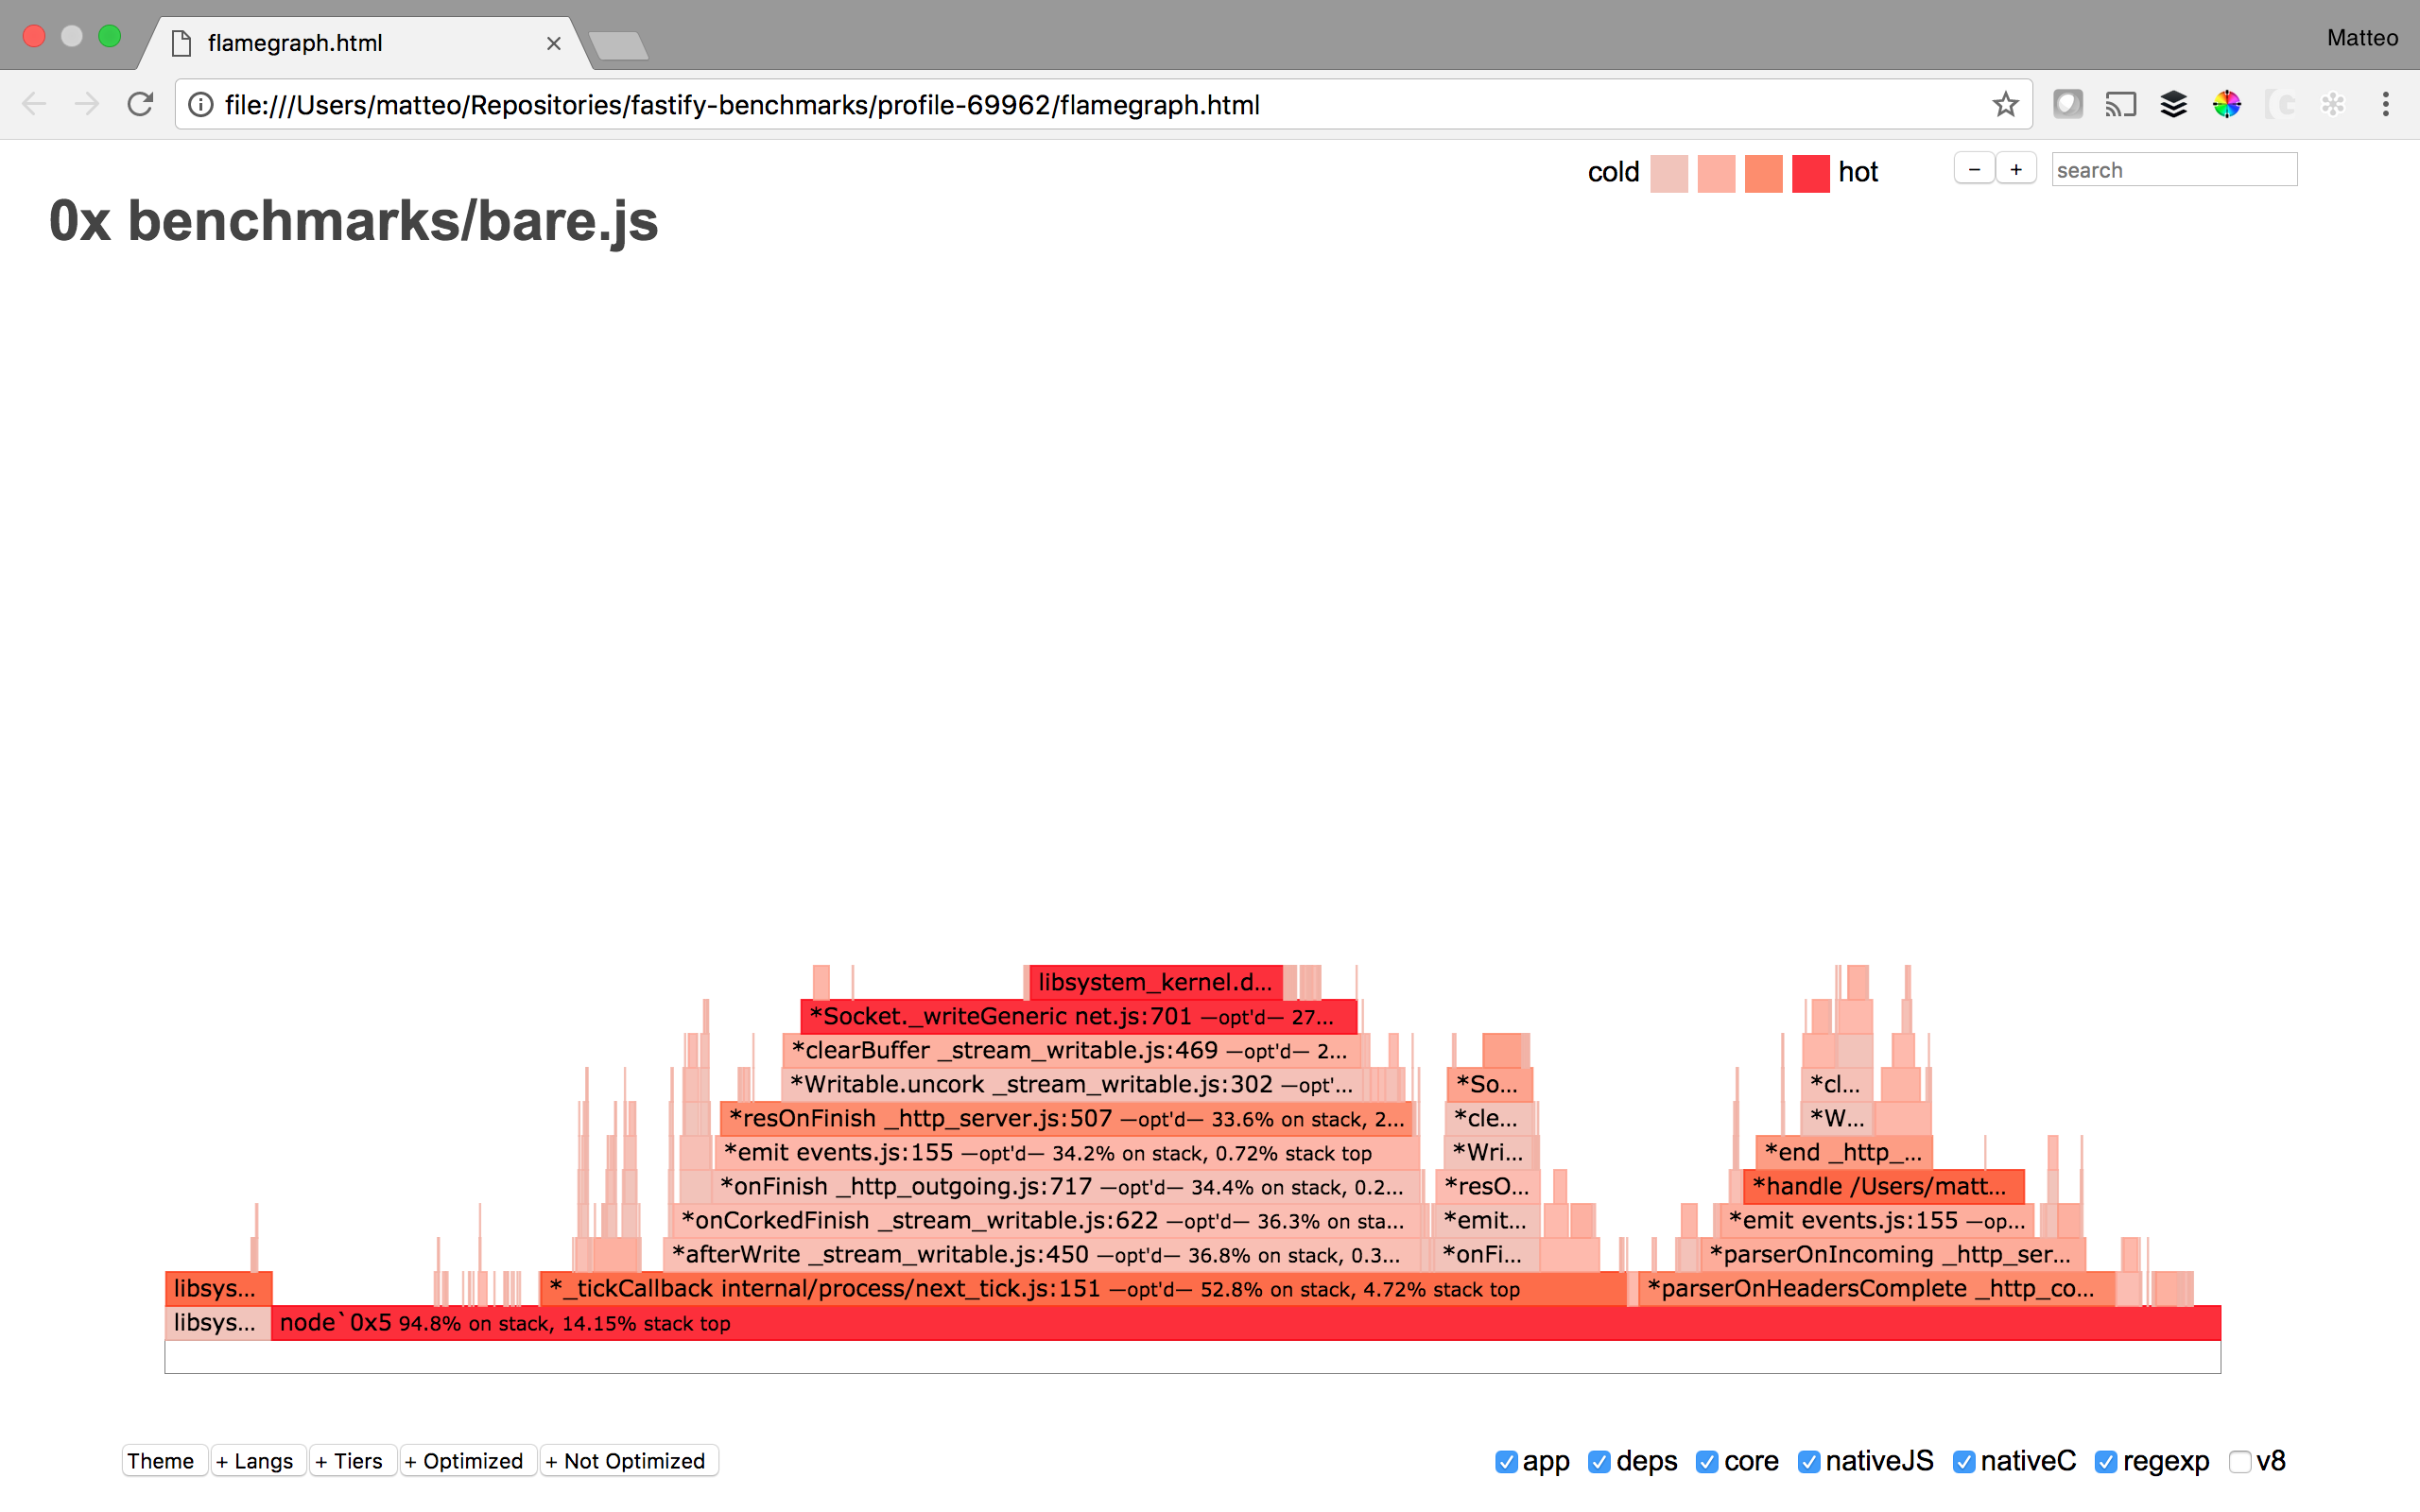 flamegraph.html
Matteo
file:///Users/matteo/Repositories/fastify-benchmarks/profile-69962/flamegraph.html
cold hot - + search
0x benchmarks/bare.js
libsystem_kernel.d...
*Socket._writeGeneric net.js:701 —opt'd— 27...
*clearBuffer _stream_writable.js:469 —opt'd— 2...
*Writable.uncork _stream_writable.js:302 —opt'... *So... *cl...
*resOnFinish _http_server.js:507 —opt'd— 33.6% on stack, 2... *cle... *W...
*emit events.js:155 —opt'd— 34.2% on stack, 0.72% stack top *Wri... *end _http_...
*onFinish _http_outgoing.js:717 —opt'd— 34.4% on stack, 0.2... *resO... *handle /Users/matt...
*onCorkedFinish _stream_writable.js:622 —opt'd— 36.3% on sta... *emit... *emit events.js:155 —op...
*afterWrite _stream_writable.js:450 —opt'd— 36.8% on stack, 0.3... *onFi... *parserOnIncoming _http_ser...
libsys... *_tickCallback internal/process/next_tick.js:151 —opt'd— 52.8% on stack, 4.72% stack top *parserOnHeadersComplete _http_co...
libsys... node`0x5 94.8% on stack, 14.15% stack top
Theme + Langs + Tiers + Optimized + Not Optimized app deps core nativeJS nativeC regexp v8